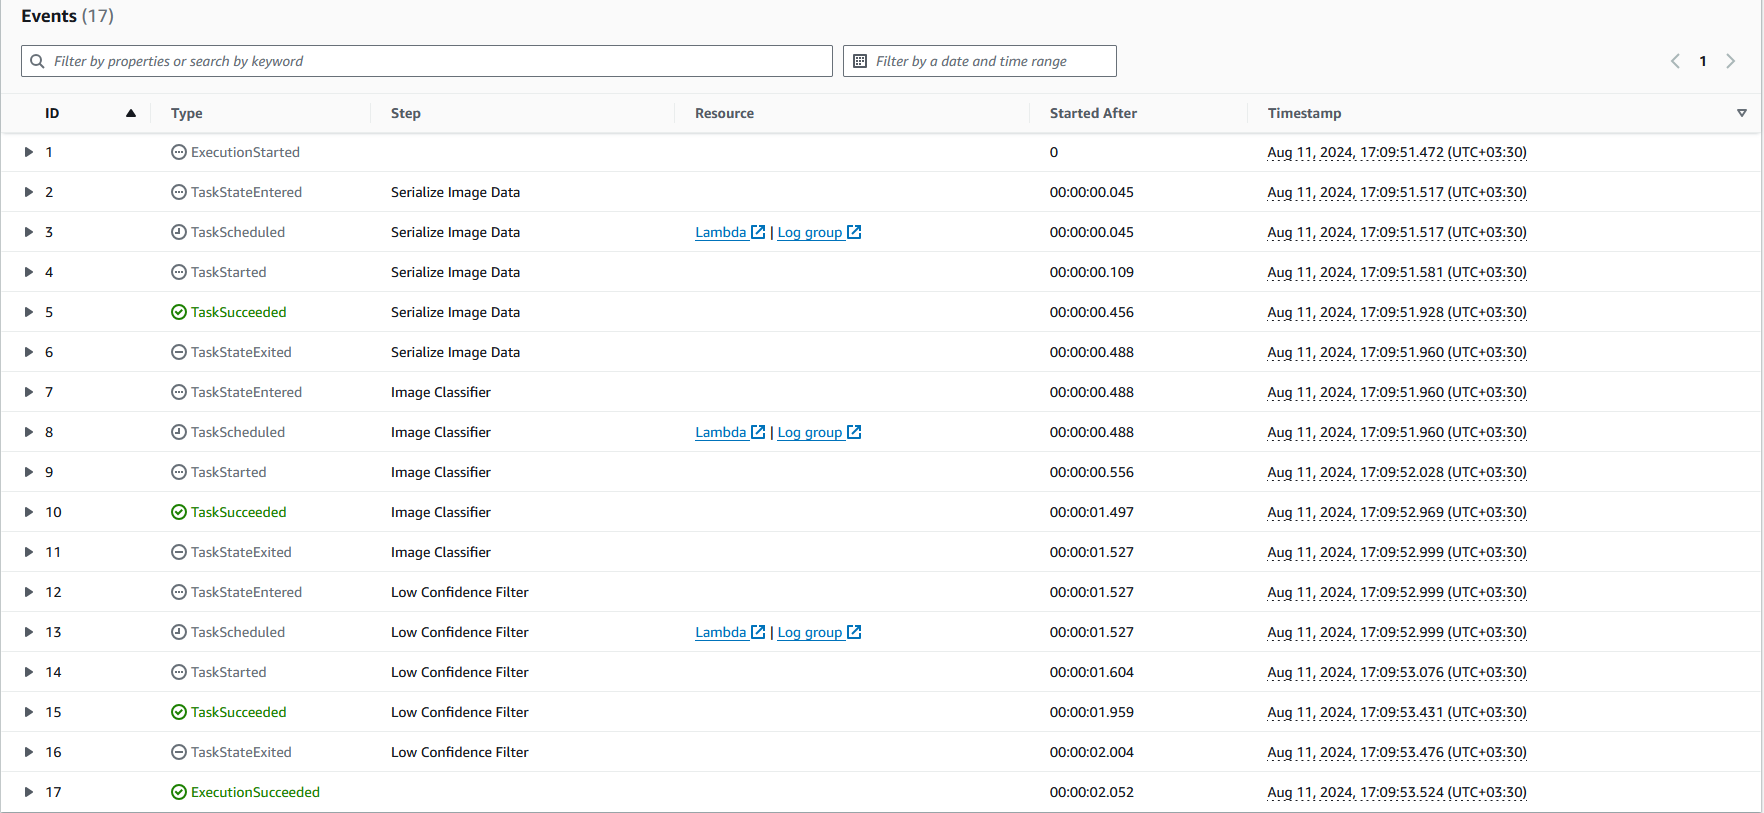 Events (17)
Filter by properties or search by keyword Filter by a date and time range 1
ID Type Step Resource Started After Timestamp
1 ExecutionStarted 0 Aug 11, 2024, 17:09:51.472 (UTC+03:30)
2 TaskStateEntered Serialize Image Data 00:00:00.045 Aug 11, 2024, 17:09:51.517 (UTC+03:30)
3 TaskScheduled Serialize Image Data Lambda | Log group 00:00:00.045 Aug 11, 2024, 17:09:51.517 (UTC+03:30)
4 TaskStarted Serialize Image Data 00:00:00.109 Aug 11, 2024, 17:09:51.581 (UTC+03:30)
5 TaskSucceeded Serialize Image Data 00:00:00.456 Aug 11, 2024, 17:09:51.928 (UTC+03:30)
6 TaskStateExited Serialize Image Data 00:00:00.488 Aug 11, 2024, 17:09:51.960 (UTC+03:30)
7 TaskStateEntered Image Classifier 00:00:00.488 Aug 11, 2024, 17:09:51.960 (UTC+03:30)
8 TaskScheduled Image Classifier Lambda | Log group 00:00:00.488 Aug 11, 2024, 17:09:51.960 (UTC+03:30)
9 TaskStarted Image Classifier 00:00:00.556 Aug 11, 2024, 17:09:52.028 (UTC+03:30)
10 TaskSucceeded Image Classifier 00:00:01.497 Aug 11, 2024, 17:09:52.969 (UTC+03:30)
11 TaskStateExited Image Classifier 00:00:01.527 Aug 11, 2024, 17:09:52.999 (UTC+03:30)
12 TaskStateEntered Low Confidence Filter 00:00:01.527 Aug 11, 2024, 17:09:52.999 (UTC+03:30)
13 TaskScheduled Low Confidence Filter Lambda | Log group 00:00:01.527 Aug 11, 2024, 17:09:52.999 (UTC+03:30)
14 TaskStarted Low Confidence Filter 00:00:01.604 Aug 11, 2024, 17:09:53.076 (UTC+03:30)
15 TaskSucceeded Low Confidence Filter 00:00:01.959 Aug 11, 2024, 17:09:53.431 (UTC+03:30)
16 TaskStateExited Low Confidence Filter 00:00:02.004 Aug 11, 2024, 17:09:53.476 (UTC+03:30)
17 ExecutionSucceeded 00:00:02.052 Aug 11, 2024, 17:09:53.524 (UTC+03:30)